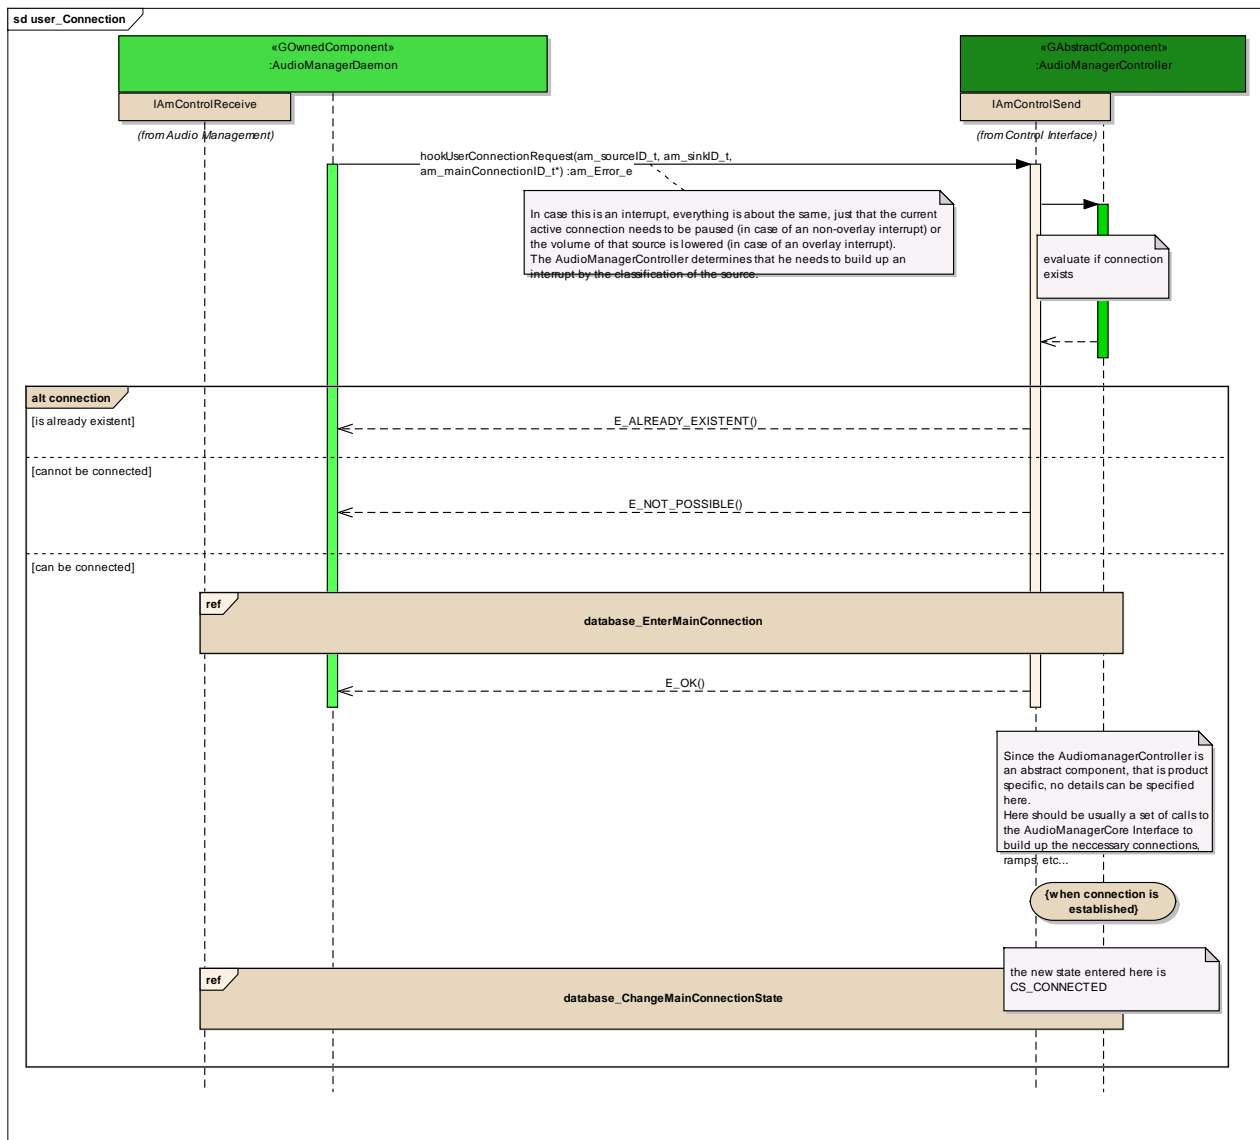 sd user_Connection
«GOwnedComponent»
:AudioManagerDaemon
«GAbstractComponent»
:AudioManagerController
IAmControlReceive
IAmControlSend
(from Audio Management)
(from Control Interface)
hookUserConnectionRequest(am_sourceID_t, am_sinkID_t,
am_mainConnectionID_t*) :am_Error_e
In case this is an interrupt, everything is about the same, just that the current
active connection needs to be paused (in case of an non-overlay interrupt) or
the volume of that source is lowered (in case of an overlay interrupt).
The AudioManagerController determines that he needs to build up an
interrupt by the classification of the source.
evaluate if connection
exists
alt connection
[is already existent]
E_ALREADY_EXISTENT()
[cannot be connected]
E_NOT_POSSIBLE()
[can be connected]
ref
database_EnterMainConnection
E_OK()
Since the AudiomanagerController is
an abstract component, that is product
specific, no details can be specified
here.
Here should be usually a set of calls to
the AudioManagerCore Interface to
build up the neccessary connections,
ramps, etc...
{when connection is
established}
the new state entered here is
CS_CONNECTED
ref
database_ChangeMainConnectionState